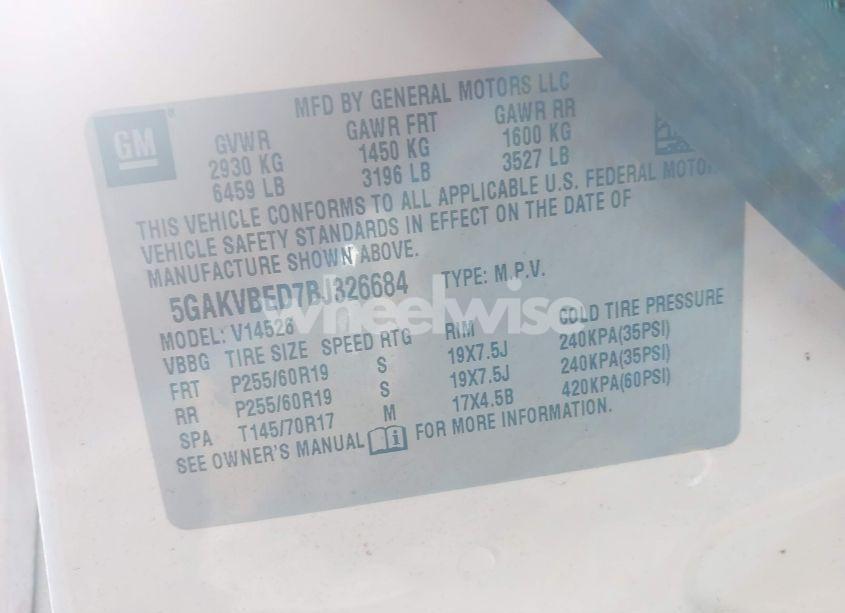 MFD BY GENERAL MOTORS LLC
GM
GVWR GAWR FRT GAWR RR
2930 KG 1450 KG 1600 KG
6459 LB 3196 LB 3527 LB
THIS VEHICLE CONFORMS TO ALL APPLICABLE U.S. FEDERAL MOTOR
VEHICLE SAFETY STANDARDS IN EFFECT ON THE DATE OF
MANUFACTURE SHOWN ABOVE.
5GAKVBED7BJ326684 TYPE: M.P.V.
wheelwise
MODEL: V14526
VBBG TIRE SIZE SPEED RTG RIM COLD TIRE PRESSURE
FRT P255/60R19 S 19X7.5J 240KPA(35PSI)
RR P255/60R19 S 19X7.5J 240KPA(35PSI)
SPA T145/70R17 M 17X4.5B 420KPA(60PSI)
SEE OWNER'S MANUAL FOR MORE INFORMATION.